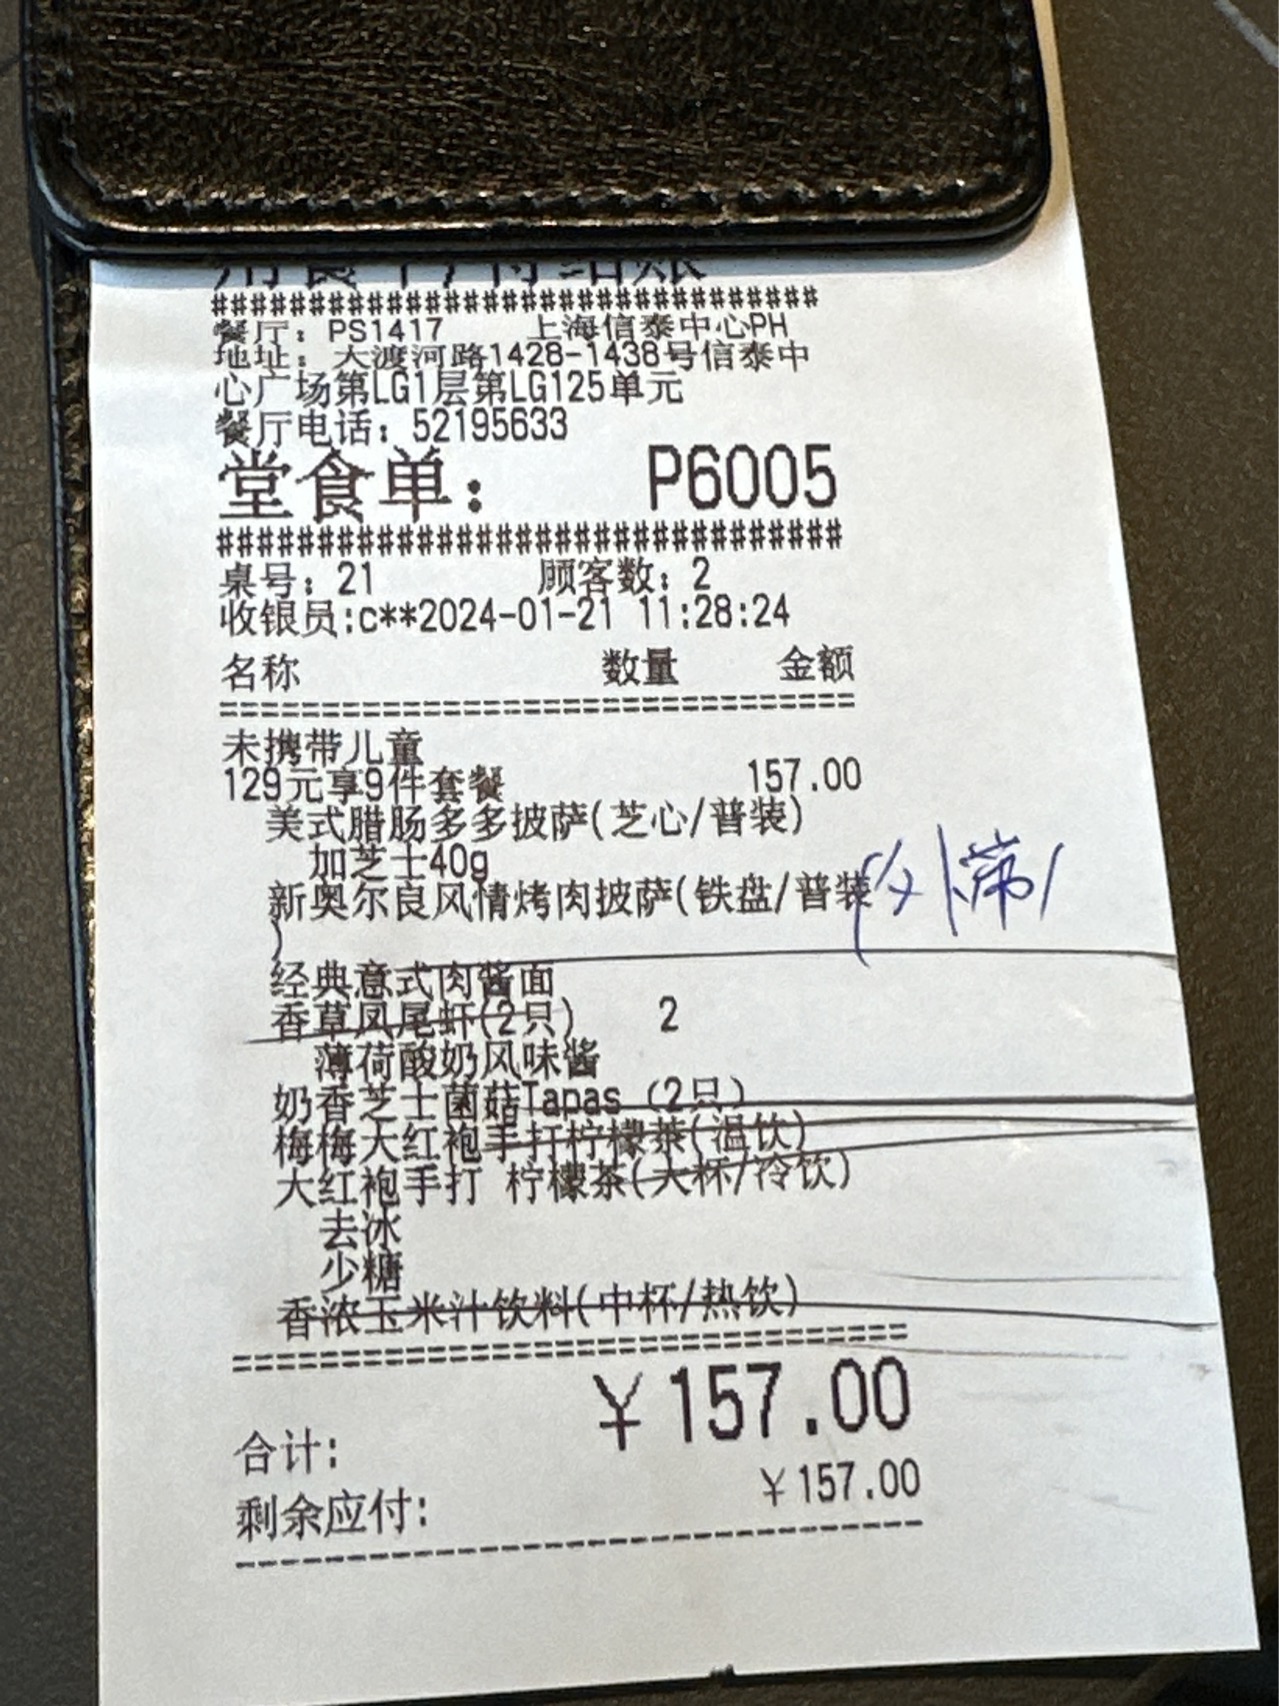 用餐中/待结账
################################
餐厅: PS1417 上海信泰中心PH
地址: 大渡河路1428-1438号信泰中
心广场第LG1层第LG125单元
餐厅电话: 52195633
堂食单: P6005
################################
桌号: 21 顾客数: 2
收银员:c**2024-01-21 11:28:24
名称 数量 金额
================================
未携带儿童
129元享9件套餐 157.00
美式腊肠多多披萨(芝心/普装)
加芝士40g
新奥尔良风情烤肉披萨(铁盘/普装
(外带)
)
经典意式肉酱面
香草凤尾虾(2只) 2
薄荷酸奶风味酱
奶香芝士菌菇Tapas (2只)
梅梅大红袍手打柠檬茶(温饮)
大红袍手打 柠檬茶(大杯/冷饮)
去冰
少糖
香浓玉米汁饮料(中杯/热饮)
================================
合计: ￥157.00
剩余应付: ￥157.00
--------------------------------